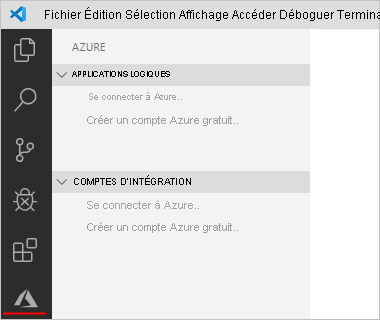 Fichier Édition Sélection Affichage Accéder Déboguer Termina
AZURE
APPLICATIONS LOGIQUES
Se connecter à Azure..
Créer un compte Azure gratuit..
COMPTES D'INTÉGRATION
Se connecter à Azure..
Créer un compte Azure gratuit..